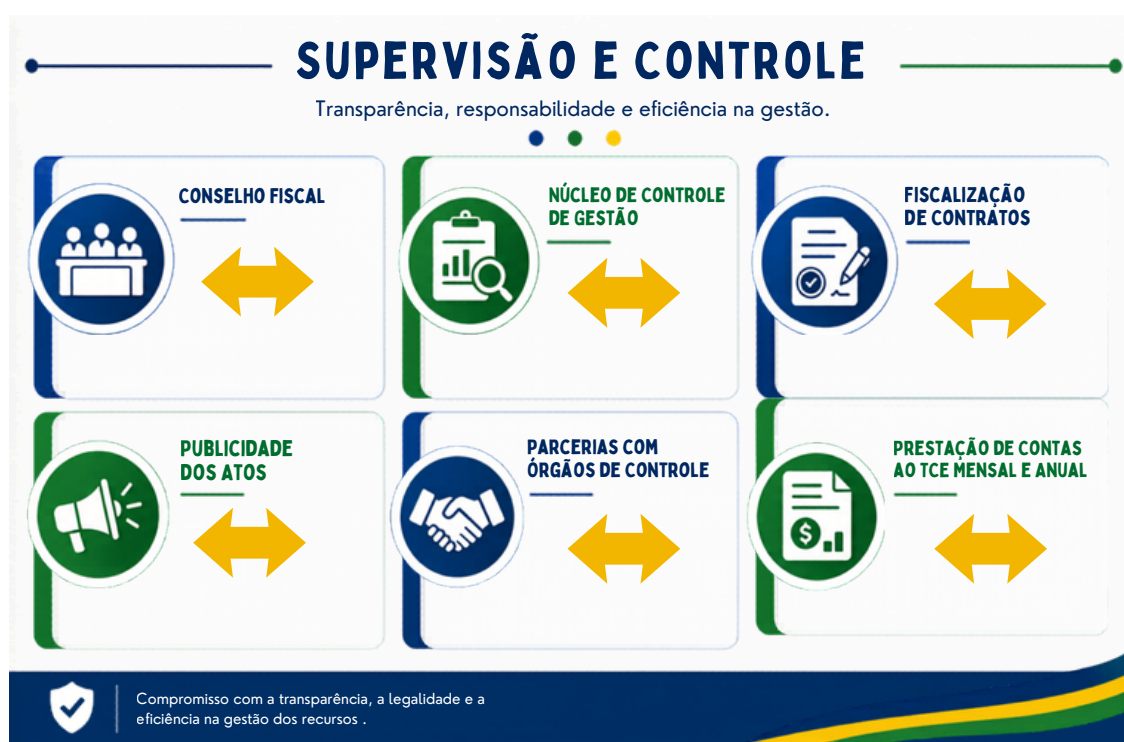 SUPERVISÃO E CONTROLE
Transparência, responsabilidade e eficiência na gestão.
CONSELHO FISCAL
NÚCLEO DE CONTROLE
DE GESTÃO
FISCALIZAÇÃO
DE CONTRATOS
PUBLICIDADE
DOS ATOS
PARCERIAS COM
ÓRGÃOS DE CONTROLE
PRESTAÇÃO DE CONTAS
AO TCE MENSAL E ANUAL
$
Compromisso com a transparência, a legalidade e a
eficiência na gestão dos recursos .